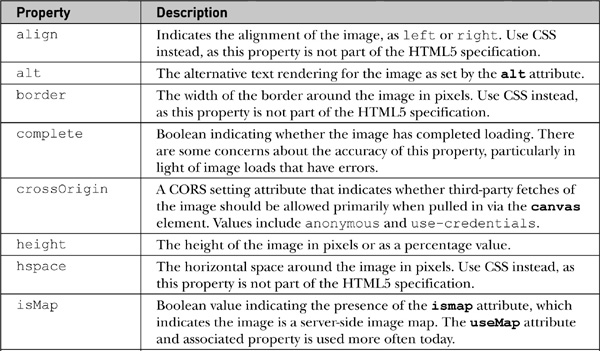 Property Description
align Indicates the alignment of the image, as left or right. Use CSS
instead, as this property is not part of the HTML5 specification.
alt The alternative text rendering for the image as set by the alt attribute.
border The width of the border around the image in pixels. Use CSS instead,
as this property is not part of the HTML5 specification.
complete Boolean indicating whether the image has completed loading. There
are some concerns about the accuracy of this property, particularly in
light of image loads that have errors.
crossOrigin A CORS setting attribute that indicates whether third-party fetches of
the image should be allowed primarily when pulled in via the canvas
element. Values include anonymous and use-credentials.
height The height of the image in pixels or as a percentage value.
hspace The horizontal space around the image in pixels. Use CSS instead, as
this property is not part of the HTML5 specification.
isMap Boolean value indicating the presence of the ismap attribute, which
indicates the image is a server-side image map. The useMap attribute
and associated property is used more often today.